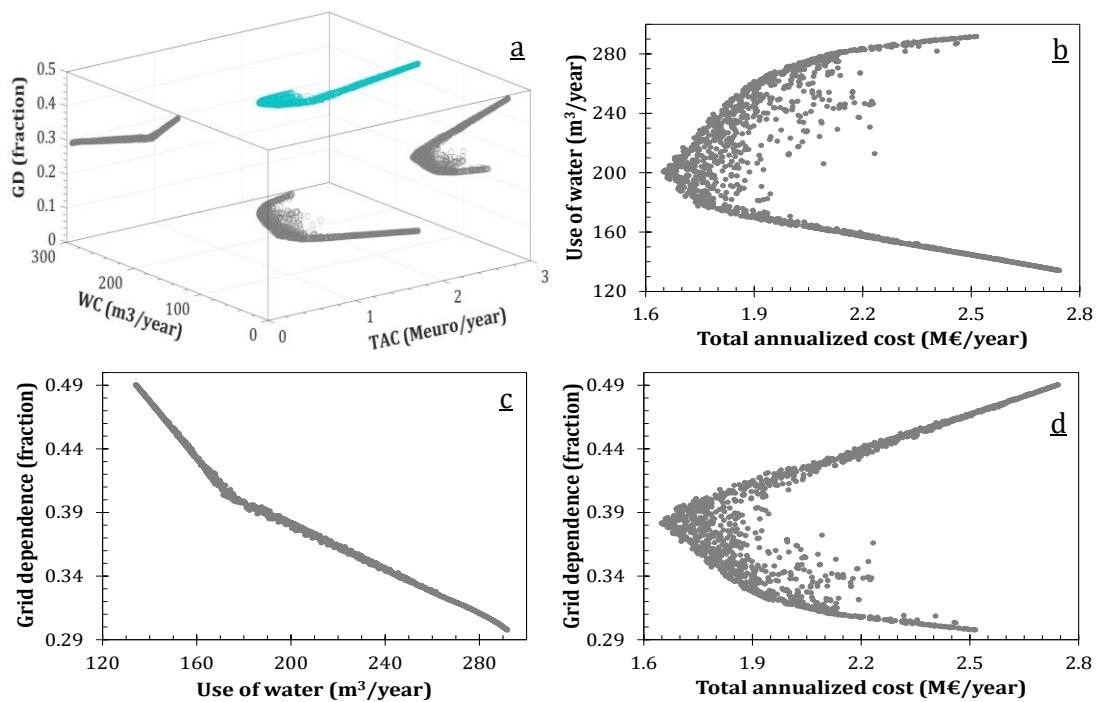 a
0.5
0.4
0.3
0.2
0.1
0
GD (fraction)
300
200
100
0
WC (m3/year)
0
1
2
3
TAC (Meuro/year)
b
280
240
200
160
120
Use of water (m³/year)
1.6 1.9 2.2 2.5 2.8
Total annualized cost (M€/year)
c
0.49
0.44
0.39
0.34
0.29
Grid dependence (fraction)
120 160 200 240 280
Use of water (m³/year)
d
0.49
0.44
0.39
0.34
0.29
Grid dependence (fraction)
1.6 1.9 2.2 2.5 2.8
Total annualized cost (M€/year)